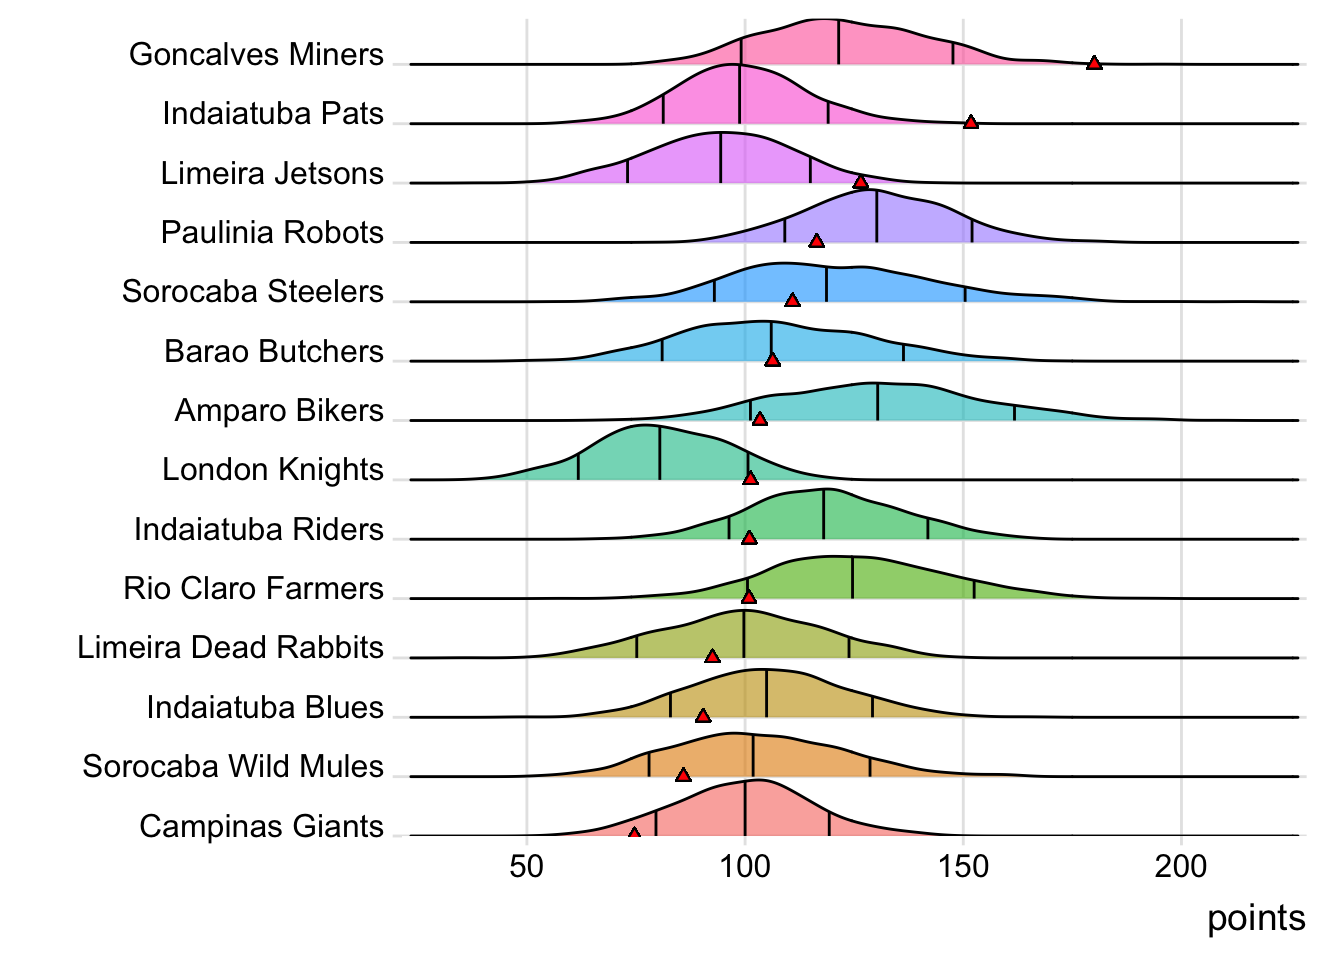 Goncalves Miners
Indaiatuba Pats
Limeira Jetsons
Paulinia Robots
Sorocaba Steelers
Barao Butchers
Amparo Bikers
London Knights
Indaiatuba Riders
Rio Claro Farmers
Limeira Dead Rabbits
Indaiatuba Blues
Sorocaba Wild Mules
Campinas Giants
50 100 150 200
points